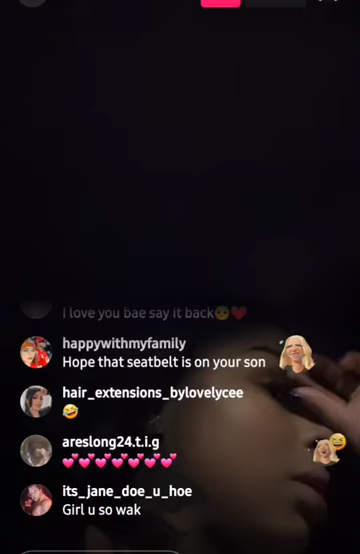 I love you bae say it back🥺❤️
happywithmyfamily
Hope that seatbelt is on your son
hair_extensions_bylovelycee
🤣
areslong24.t.i.g
💕💕💕💕💕💕💕
its_jane_doe_u_hoe
Girl u so wak